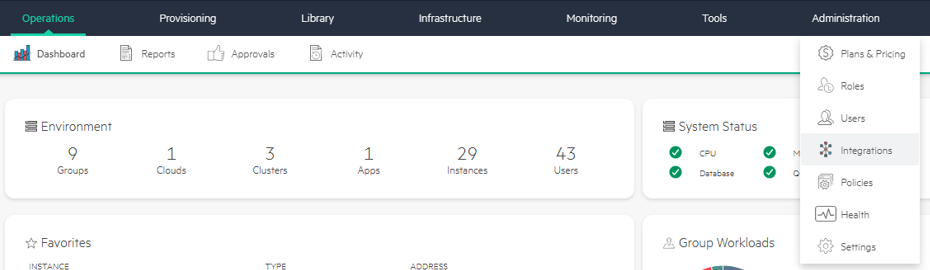 Operations Provisioning Library Infrastructure Monitoring Tools Administration
Dashboard Reports Approvals Activity
Plans & Pricing
Roles
Users
Integrations
Policies
Health
Settings
Environment
9 1 3 1 29 43
Groups Clouds Clusters Apps Instances Users
System Status
CPU
Database
Favorites
INSTANCE TYPE ADDRESS
Group Workloads